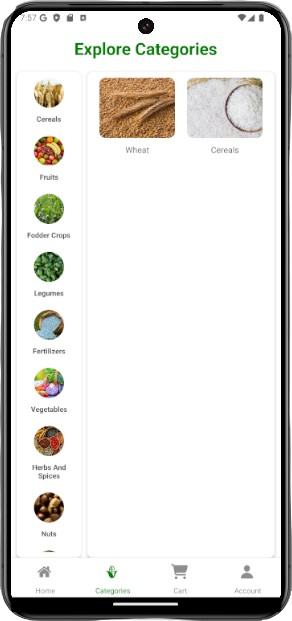 7:57
Explore Categories
Cereals
Fruits
Fodder Crops
Legumes
Fertilizers
Vegetables
Herbs And
Spices
Nuts
Wheat
Cereals
Home
Categories
Cart
Account